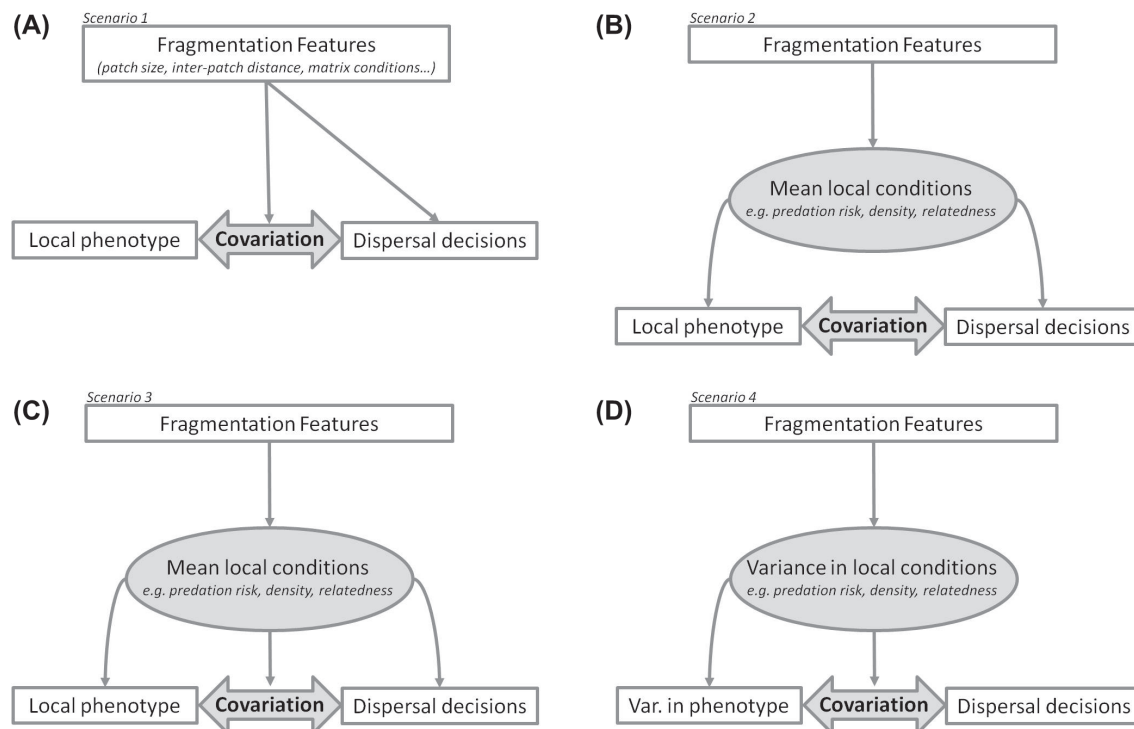 (A)
Scenario 1
Fragmentation Features
(patch size, inter-patch distance, matrix conditions...)
Local phenotype
Covariation
Dispersal decisions
(B)
Scenario 2
Fragmentation Features
Mean local conditions
e.g. predation risk, density, relatedness
Local phenotype
Covariation
Dispersal decisions
(C)
Scenario 3
Fragmentation Features
Mean local conditions
e.g. predation risk, density, relatedness
Local phenotype
Covariation
Dispersal decisions
(D)
Scenario 4
Fragmentation Features
Variance in local conditions
e.g. predation risk, density, relatedness
Var. in phenotype
Covariation
Dispersal decisions